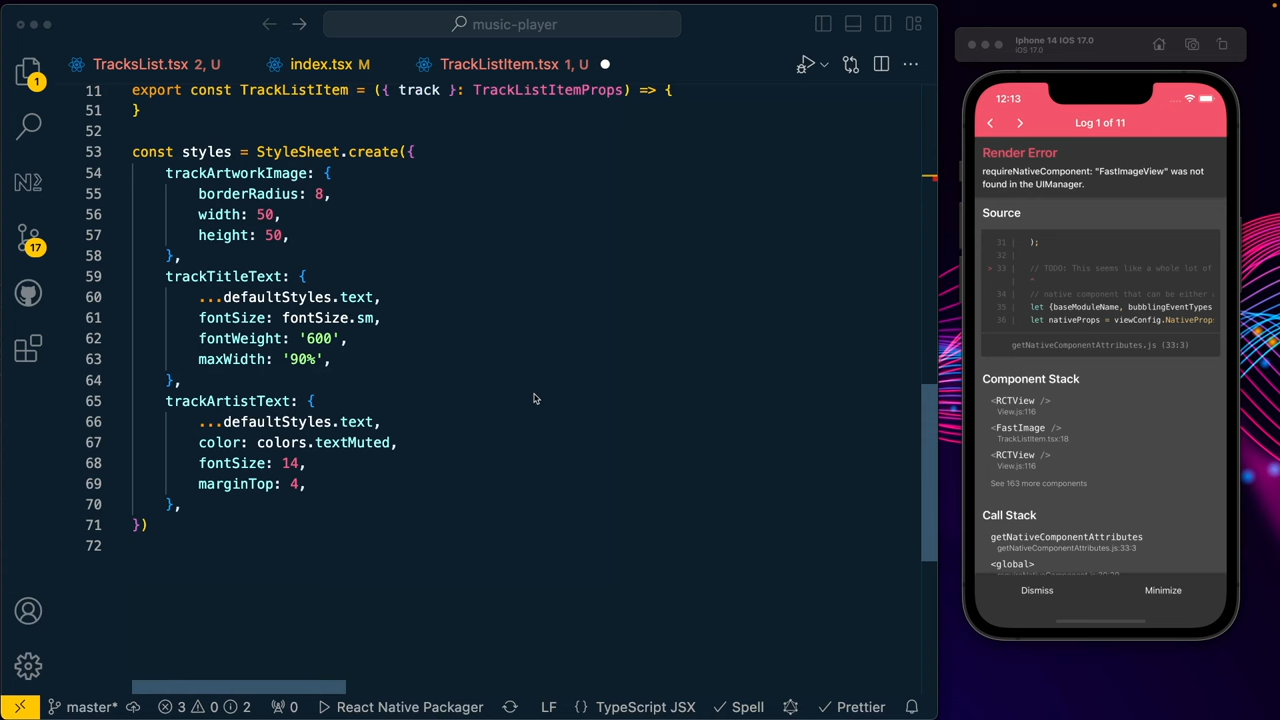 music-player
TracksList.tsx 2, U
index.tsx M
TrackListItem.tsx 1, U
11 export const TrackListItem = ({ track }: TrackListItemProps) => {
51 }
52
53 const styles = StyleSheet.create({
54 trackArtworkImage: {
55 borderRadius: 8,
56 width: 50,
57 height: 50,
58 },
59 trackTitleText: {
60 ...defaultStyles.text,
61 fontSize: fontSize.sm,
62 fontWeight: '600',
63 maxWidth: '90%',
64 },
65 trackArtistText: {
66 ...defaultStyles.text,
67 color: colors.textMuted,
68 fontSize: 14,
69 marginTop: 4,
70 },
71 })
72
1
17
master* 3 0 2 0 React Native Packager LF {} TypeScript JSX Spell Prettier
Iphone 14 IOS 17.0
iOS 17.0
12:13
Log 1 of 11
Render Error
requireNativeComponent: "FastImageView" was not
found in the UIManager.
Source
31 | );
32 |
> 33 | // TODO: This seems like a whole lot of
| ^
34 | // native component that can be either
35 | let {baseModuleName, bubblingEventTypes
36 | let nativeProps = viewConfig.NativeProp
getNativeComponentAttributes.js (33:3)
Component Stack
<RCTView />
View.js:116
<FastImage />
TrackListItem.tsx:18
<RCTView />
View.js:116
See 163 more components
Call Stack
getNativeComponentAttributes
getNativeComponentAttributes.js:33:3
<global>
Dismiss
Minimize